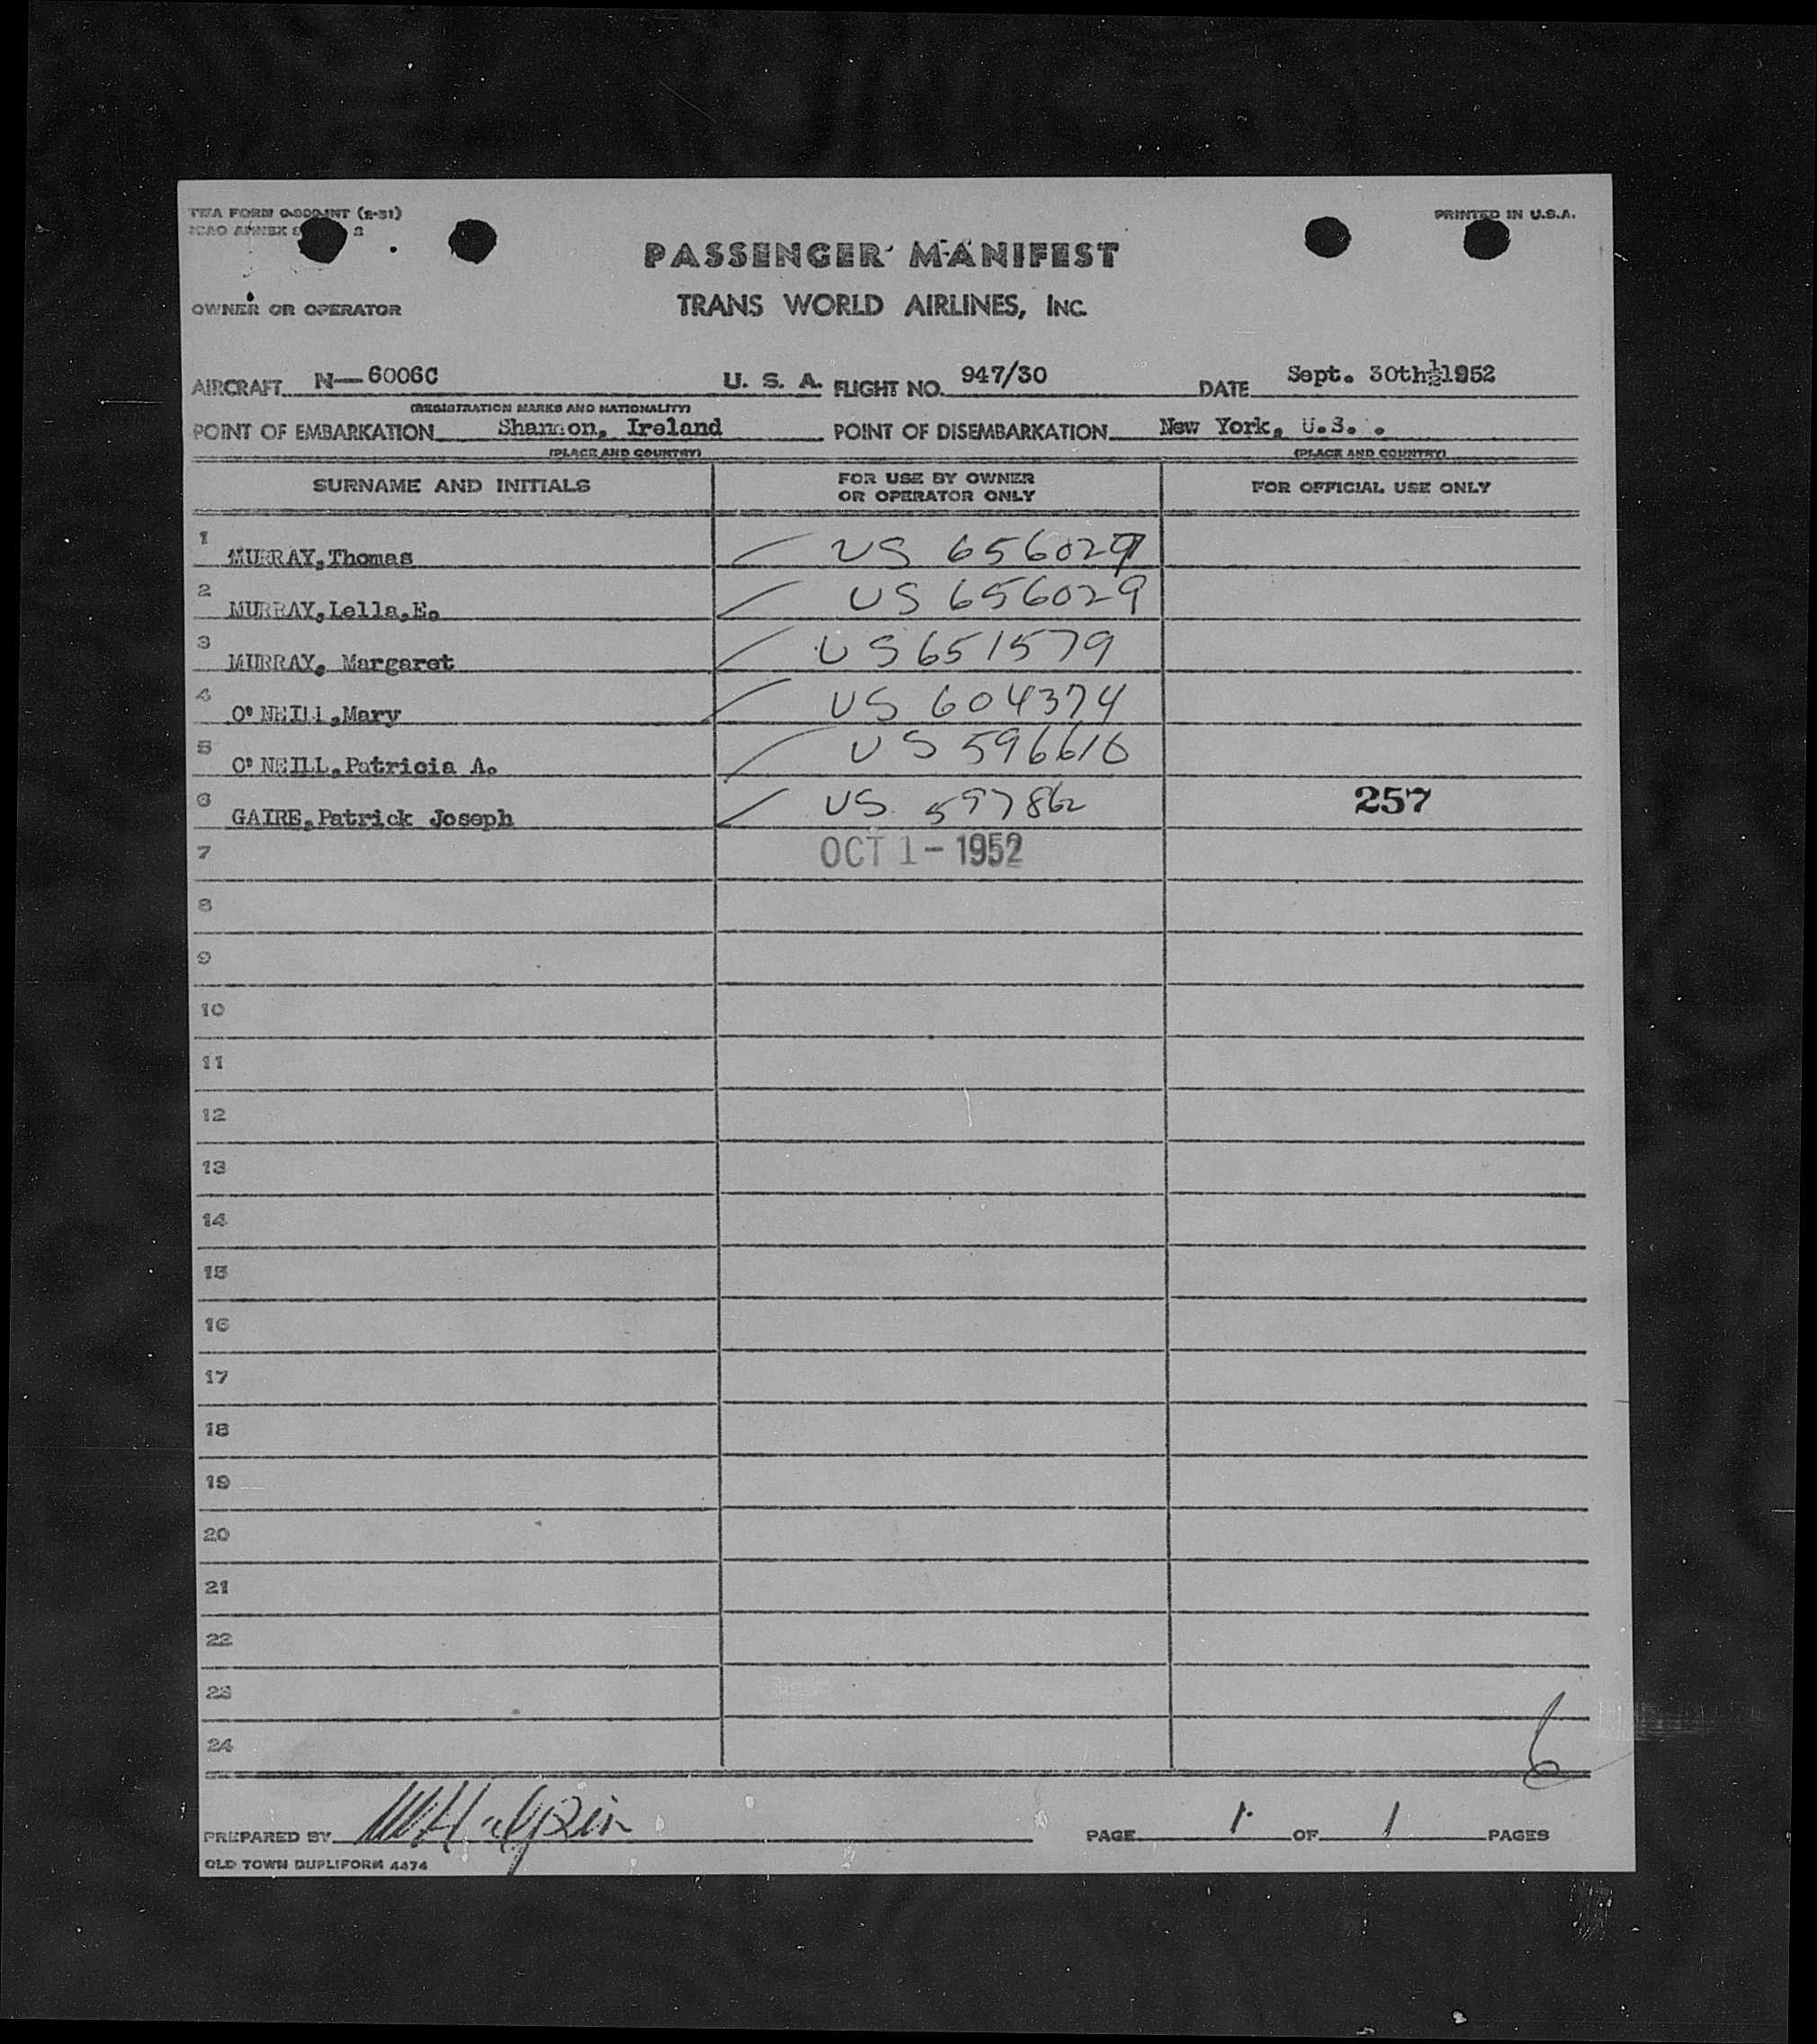 PRINTED IN U.S.A.
PASSENGER MANIFEST
OWNER OR OPERATOR
TRANS WORLD AIRLINES, INC.
AIRCRAFT N—6006C U. S. A. FLIGHT NO. 947/30 DATE Sept. 30th 1952
(REGISTRATION MARKS AND NATIONALITY)
POINT OF EMBARKATION Shannon, Ireland POINT OF DISEMBARKATION New York, U.S.
(PLACE AND COUNTRY) (PLACE AND COUNTRY)
SURNAME AND INITIALS FOR USE BY OWNER OR OPERATOR ONLY FOR OFFICIAL USE ONLY
1 MURRAY,Thomas US
2 MURRAY,Lella,E. US 656029
3 MURRAY, Margaret US 651579
4 O'NEILL,Mary US 604374
5 O'NEILL,Patricia A. US 596610
6 GAIRE,Patrick Joseph US 597862 257
7 OCT 1 - 1952
8
9
10
11
12
13
14
15
16
17
18
19
20
21
22
23
24
6
PREPARED BY PAGE 1 OF 1 PAGES
OLD TOWN DUPLIFORM 4474